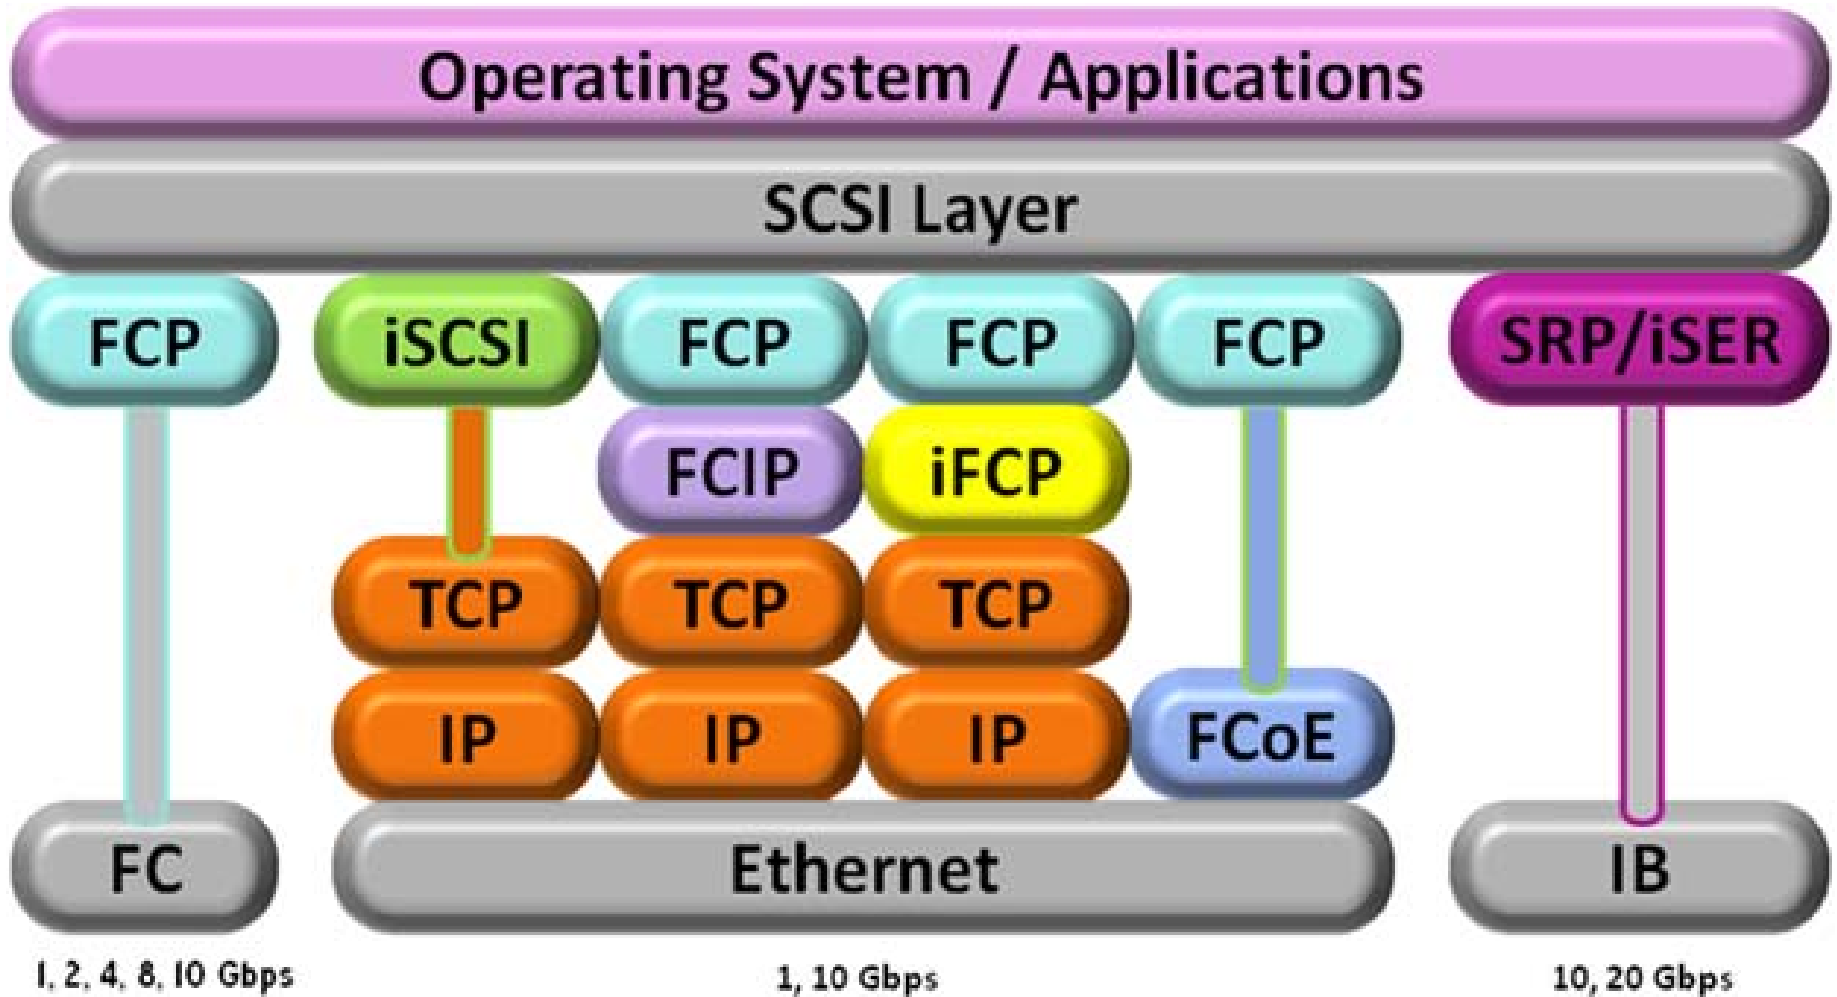 Operating System / Applications
SCSI Layer
FCP iSCSI FCP FCP FCP SRP/iSER
FCIP iFCP
TCP TCP TCP
IP IP IP FCoE
FC Ethernet IB
1, 2, 4, 8, 10 Gbps 1, 10 Gbps 10, 20 Gbps